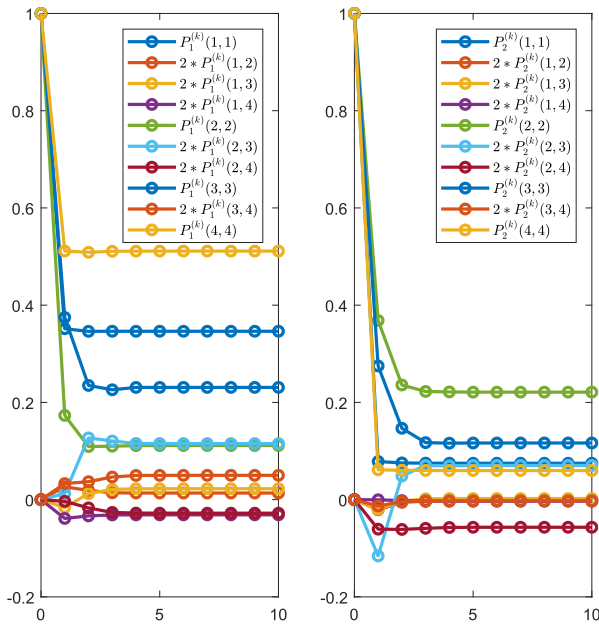 1
0.8
0.6
0.4
0.2
0
-0.2
0
5
10
P_1^{(k)}(1,1)
2 * P_1^{(k)}(1,2)
2 * P_1^{(k)}(1,3)
2 * P_1^{(k)}(1,4)
P_1^{(k)}(2,2)
2 * P_1^{(k)}(2,3)
2 * P_1^{(k)}(2,4)
P_1^{(k)}(3,3)
2 * P_1^{(k)}(3,4)
P_1^{(k)}(4,4)
1
0.8
0.6
0.4
0.2
0
-0.2
0
5
10
P_2^{(k)}(1,1)
2 * P_2^{(k)}(1,2)
2 * P_2^{(k)}(1,3)
2 * P_2^{(k)}(1,4)
P_2^{(k)}(2,2)
2 * P_2^{(k)}(2,3)
2 * P_2^{(k)}(2,4)
P_2^{(k)}(3,3)
2 * P_2^{(k)}(3,4)
P_2^{(k)}(4,4)